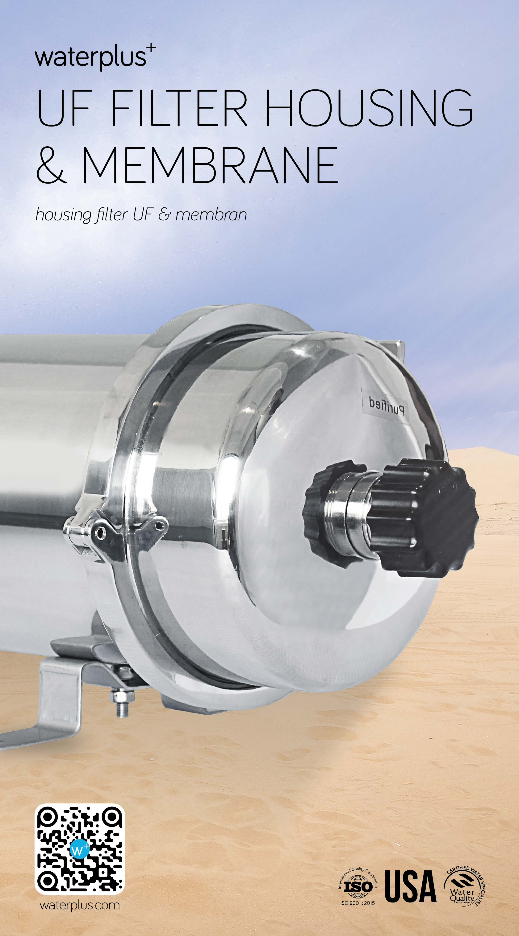 waterplus+
UF FILTER HOUSING
& MEMBRANE
housing filter UF & membran
Purified
W+
waterplus.com
ISO
USA
Water
Quality